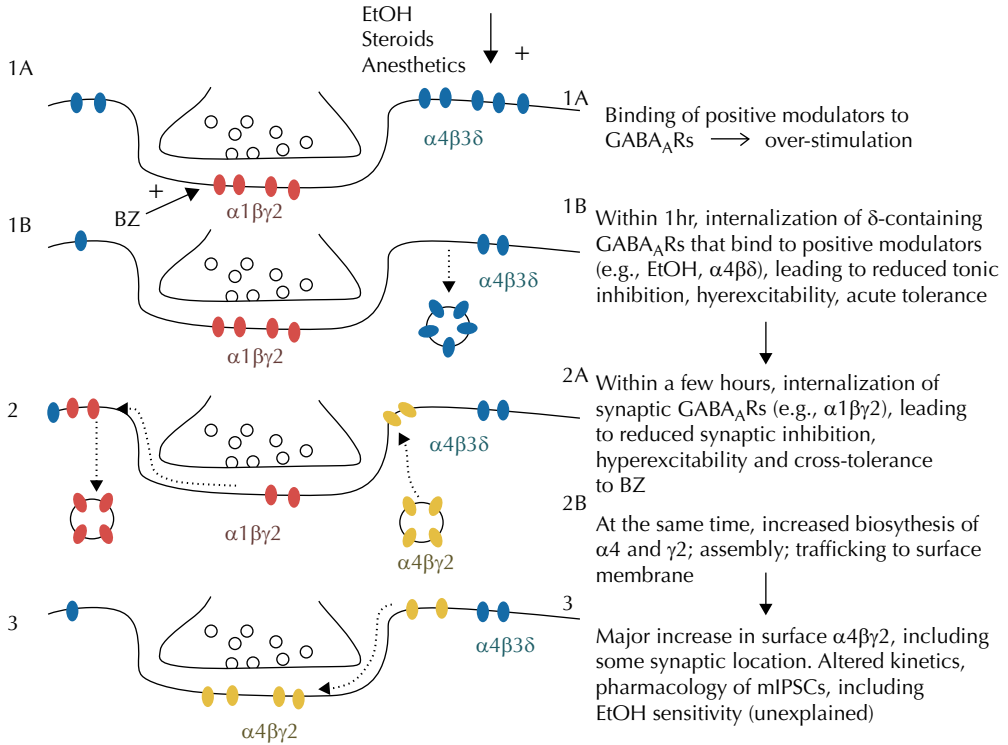 EtOH
Steroids
Anesthetics
+
1A
1A
α4β3δ
Binding of positive modulators to
GABA_ARs → over-stimulation
+
BZ
α1βγ2
1B
1B
Within 1hr, internalization of δ-containing
GABA_ARs that bind to positive modulators
(e.g., EtOH, α4βδ), leading to reduced tonic
inhibition, hyerexcitability, acute tolerance
α4β3δ
α1βγ2
2
2A
Within a few hours, internalization of
synaptic GABA_ARs (e.g., α1βγ2), leading
to reduced synaptic inhibition,
hyperexcitability and cross-tolerance
to BZ
α4β3δ
α1βγ2
α4βγ2
2B
At the same time, increased biosythesis of
α4 and γ2; assembly; trafficking to surface
membrane
3
3
α4β3δ
α4βγ2
Major increase in surface α4βγ2, including
some synaptic location. Altered kinetics,
pharmacology of mIPSCs, including
EtOH sensitivity (unexplained)